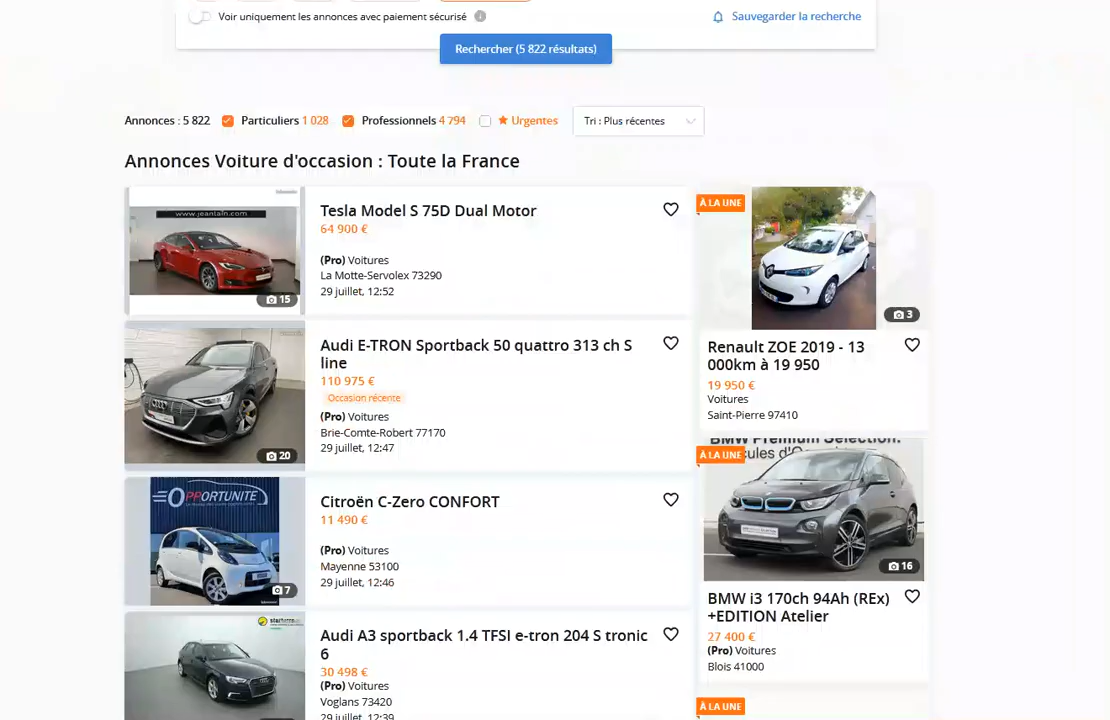 Voir uniquement les annonces avec paiement sécurisé
Sauvegarder la recherche
Rechercher (5 822 résultats)
Annonces : 5 822
Particuliers 1 028
Professionnels 4 794
Urgentes
Tri : Plus récentes
Annonces Voiture d'occasion : Toute la France
www.jeantain.com
15
Tesla Model S 75D Dual Motor
64 900 €
(Pro) Voitures
La Motte-Servolex 73290
29 juillet, 12:52
20
Audi E-TRON Sportback 50 quattro 313 ch S
line
110 975 €
Occasion récente
(Pro) Voitures
Brie-Comte-Robert 77170
29 juillet, 12:47
OPPORTUNITE
7
Citroën C-Zero CONFORT
11 490 €
(Pro) Voitures
Mayenne 53100
29 juillet, 12:46
Audi A3 sportback 1.4 TFSI e-tron 204 S tronic
6
30 498 €
(Pro) Voitures
Voglans 73420
29 juillet, 12:39
À LA UNE
3
Renault ZOE 2019 - 13
000km à 19 950
19 950 €
Voitures
Saint-Pierre 97410
BMW Premium Selection.
À LA UNE
16
BMW i3 170ch 94Ah (REx)
+EDITION Atelier
27 400 €
(Pro) Voitures
Blois 41000
À LA UNE